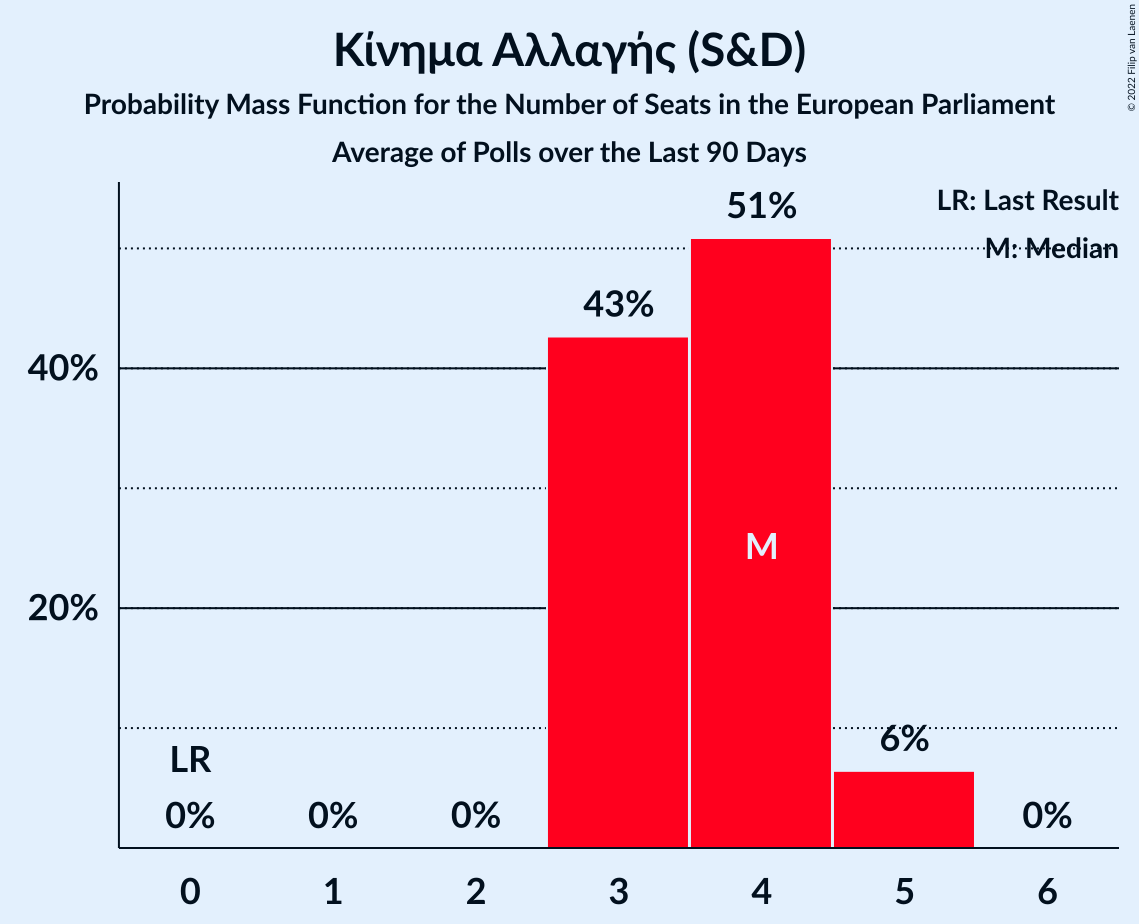 Κίνημα Αλλαγής (S&D)
Probability Mass Function for the Number of Seats in the European Parliament
Average of Polls over the Last 90 Days
© 2022 Filip van Laenen
LR: Last Result
M: Median
51%
43%
40%
M
20%
6%
LR
0% 0% 0% 0%
0 1 2 3 4 5 6